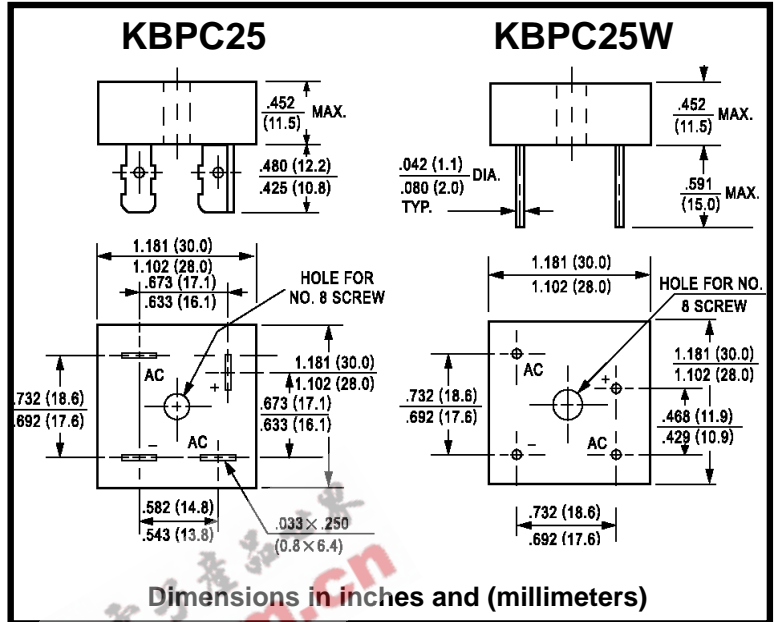 KBPC25
KBPC25W
.452
(11.5)
MAX.
.480 (12.2)
.425 (10.8)
.042 (1.1)
.080 (2.0)
DIA.
TYP.
.452
(11.5)
MAX.
.591
(15.0)
MAX.
1.181 (30.0)
1.102 (28.0)
.673 (17.1)
.633 (16.1)
HOLE FOR
NO. 8 SCREW
AC
+
1.181 (30.0)
1.102 (28.0)
.732 (18.6)
.692 (17.6)
.673 (17.1)
.633 (16.1)
−
AC
.582 (14.8)
.543 (13.8)
.033 × .250
(0.8 × 6.4)
1.181 (30.0)
1.102 (28.0)
HOLE FOR NO.
8 SCREW
AC
+
1.181 (30.0)
1.102 (28.0)
.732 (18.6)
.692 (17.6)
.468 (11.9)
.429 (10.9)
−
AC
.732 (18.6)
.692 (17.6)
Dimensions in inches and (millimeters)